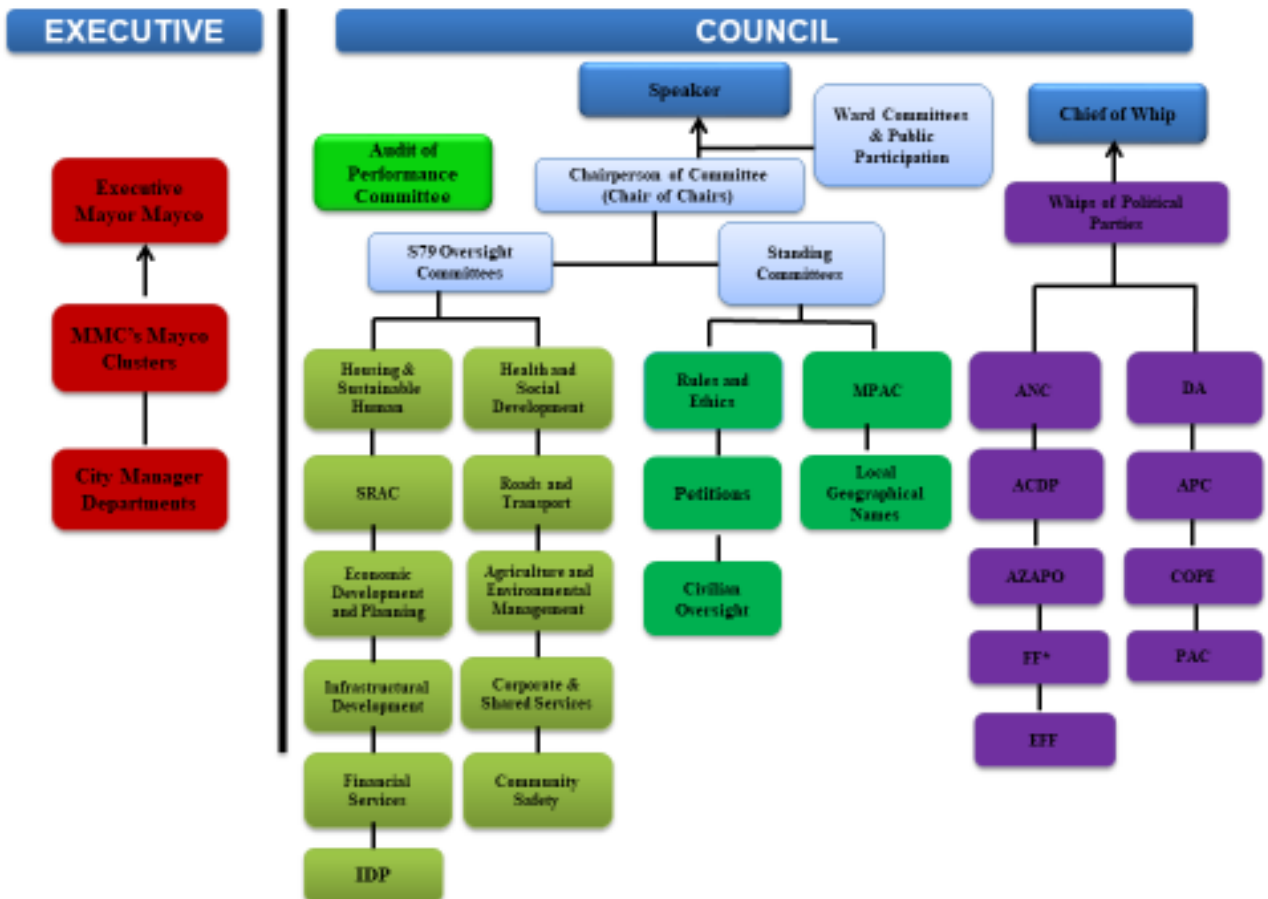 EXECUTIVE
COUNCIL
Speaker
Ward Committees
& Public
Participation
Chief of Whip
Audit of
Performance
Committee
Chairperson of Committee
(Chair of Chairs)
Executive
Mayor Mayco
Whips of Political
Parties
S79 Oversight
Committees
Standing
Committees
MMC's Mayco
Clusters
Housing &
Sustainable
Human
Health and
Social
Development
Rules and
Ethics
MPAC
ANC
DA
City Manager
Departments
SRAC
Roads and
Transport
Petitions
Local
Geographical
Names
ACDP
APC
Economic
Development
and Planning
Agriculture and
Environmental
Management
Civilian
Oversight
AZAPO
COPE
Infrastructural
Development
Corporate &
Shared Services
FF+
PAC
EFF
Financial
Services
Community
Safety
IDP